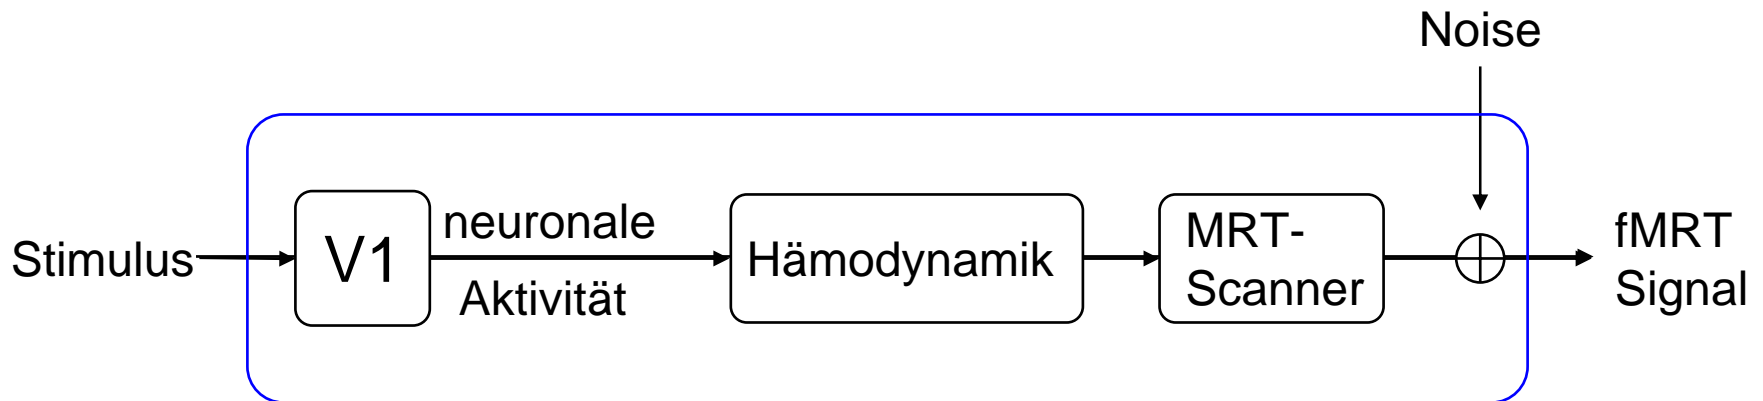 Noise
Stimulus
V1
neuronale
Aktivität
Hämodynamik
MRT-
Scanner
fMRT
Signal